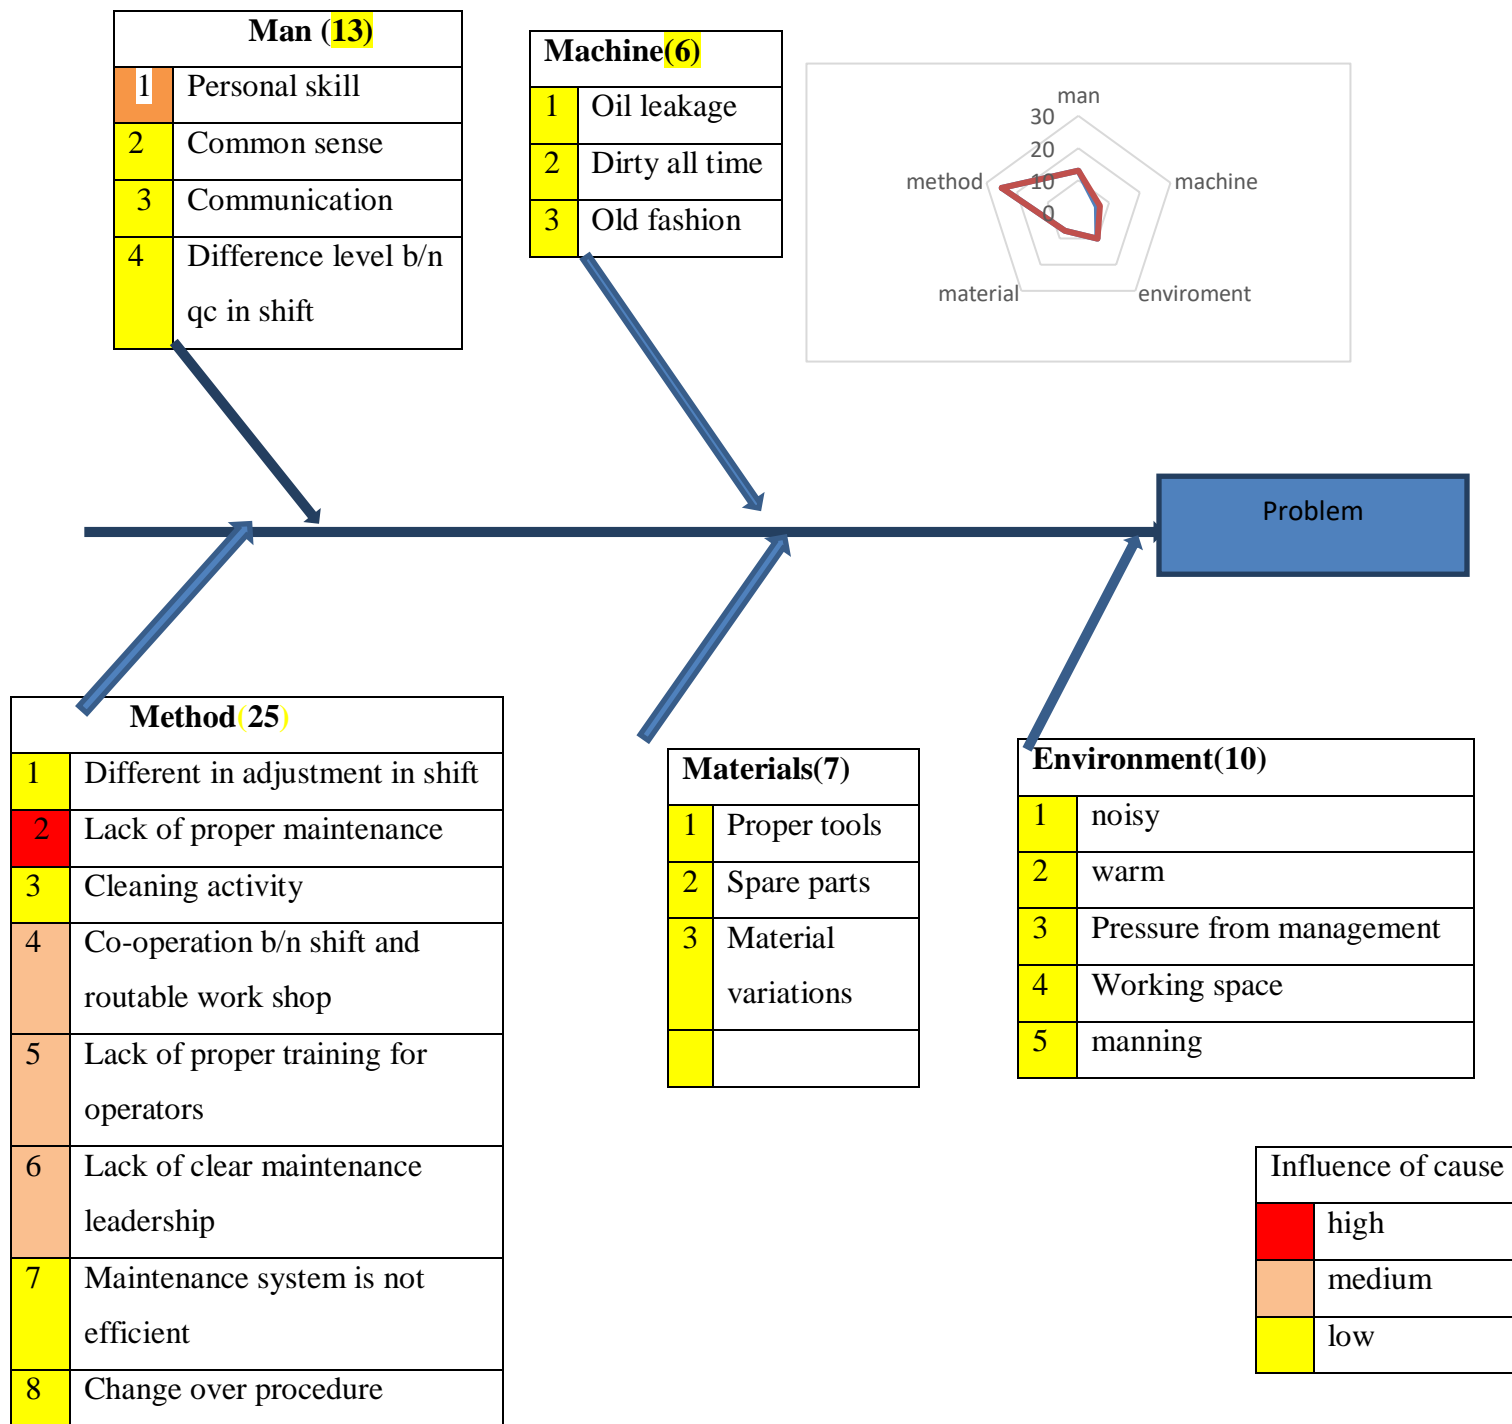 Man (13)
1 Personal skill
2 Common sense
3 Communication
4 Difference level b/n
qc in shift
Machine(6)
1 Oil leakage
2 Dirty all time
3 Old fashion
man
30
20
10
0
method
machine
material
enviroment
Problem
Method(25)
1 Different in adjustment in shift
2 Lack of proper maintenance
3 Cleaning activity
4 Co-operation b/n shift and
routable work shop
5 Lack of proper training for
operators
6 Lack of clear maintenance
leadership
7 Maintenance system is not
efficient
8 Change over procedure
Materials(7)
1 Proper tools
2 Spare parts
3 Material
variations
Environment(10)
1 noisy
2 warm
3 Pressure from management
4 Working space
5 manning
Influence of cause
high
medium
low